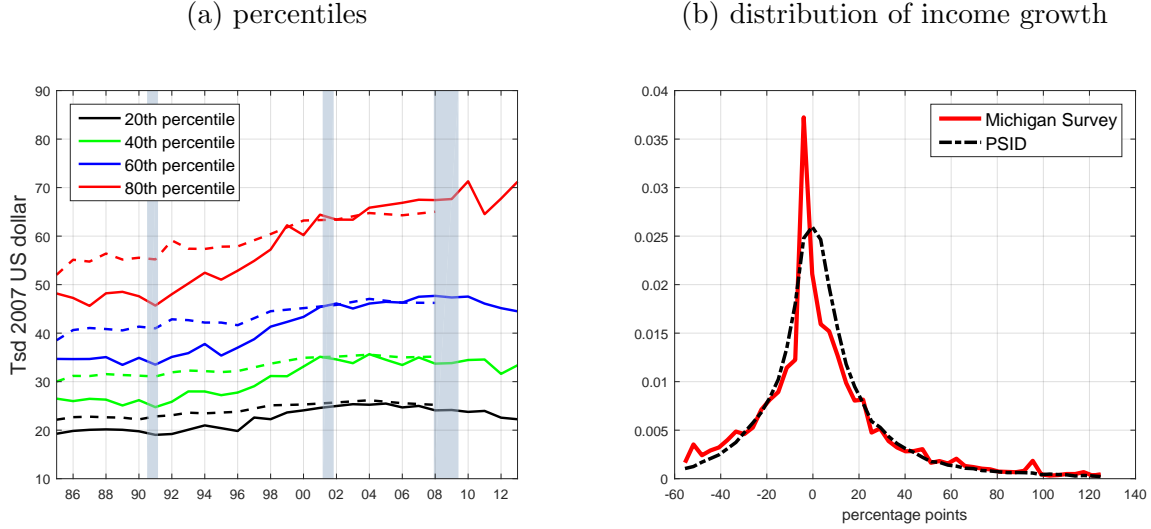 (a) percentiles
(b) distribution of income growth
Tsd 2007 US dollar
90
80
70
60
50
40
30
20
10
20th percentile
40th percentile
60th percentile
80th percentile
86 88 90 92 94 96 98 00 02 04 06 08 10 12
0.04
0.035
0.03
0.025
0.02
0.015
0.01
0.005
0
Michigan Survey
PSID
-60 -40 -20 0 20 40 60 80 100 120 140
percentage points